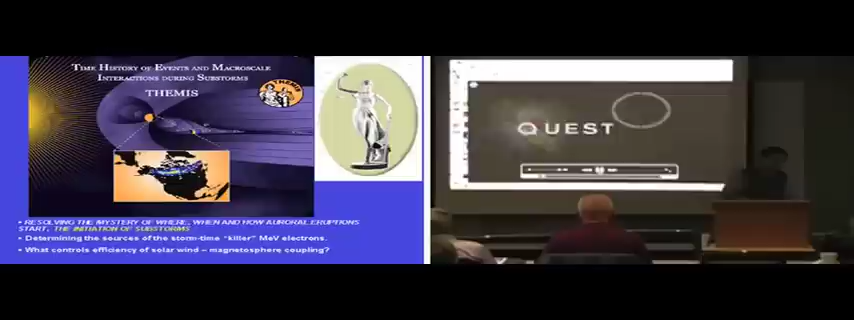 TIME HISTORY OF EVENTS AND MACROSCALE
INTERACTIONS DURING SUBSTORMS
THEMIS
THEMIS
• RESOLVING THE MYSTERY OF WHERE, WHEN AND HOW AURORAL ERUPTIONS
START, THE INITIATION OF SUBSTORMS
• Determining the sources of the storm-time "killer" MeV electrons.
• What controls efficiency of solar wind – magnetosphere coupling?
QUEST